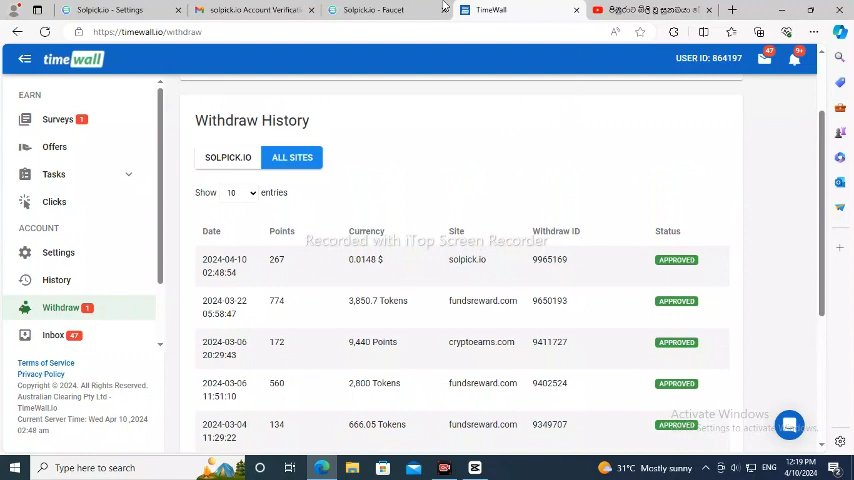 Solpick.io - Settings
solpick.io Account Verificati
Solpick.io - Faucet
TimeWall
https://timewall.io/withdraw
timewall
USER ID: 864197
47
9+
EARN
Surveys 1
Offers
Tasks
Clicks
ACCOUNT
Settings
History
Withdraw 1
Inbox 47
Terms of Service
Privacy Policy
Copyright © 2024. All Rights Reserved.
Australian Clearing Pty Ltd -
TimeWall.io
Current Server Time: Wed Apr 10 ,2024
02:48 am
Withdraw History
SOLPICK.IO ALL SITES
Show 10 entries
Date Points Currency Site Withdraw ID Status
Recorded with iTop Screen Recorder
2024-04-10 02:48:54 267 0.0148 $ solpick.io 9965169 APPROVED
2024-03-22 05:58:47 774 3,850.7 Tokens fundsreward.com 9650193 APPROVED
2024-03-06 20:29:43 172 9,440 Points cryptoearns.com 9411727 APPROVED
2024-03-06 11:51:10 560 2,800 Tokens fundsreward.com 9402524 APPROVED
2024-03-04 11:29:22 134 666.05 Tokens fundsreward.com 9349707 APPROVED
Activate Windows
Settings to activate Windows.
Type here to search
31°C Mostly sunny
ENG
12:19 PM
4/10/2024
2